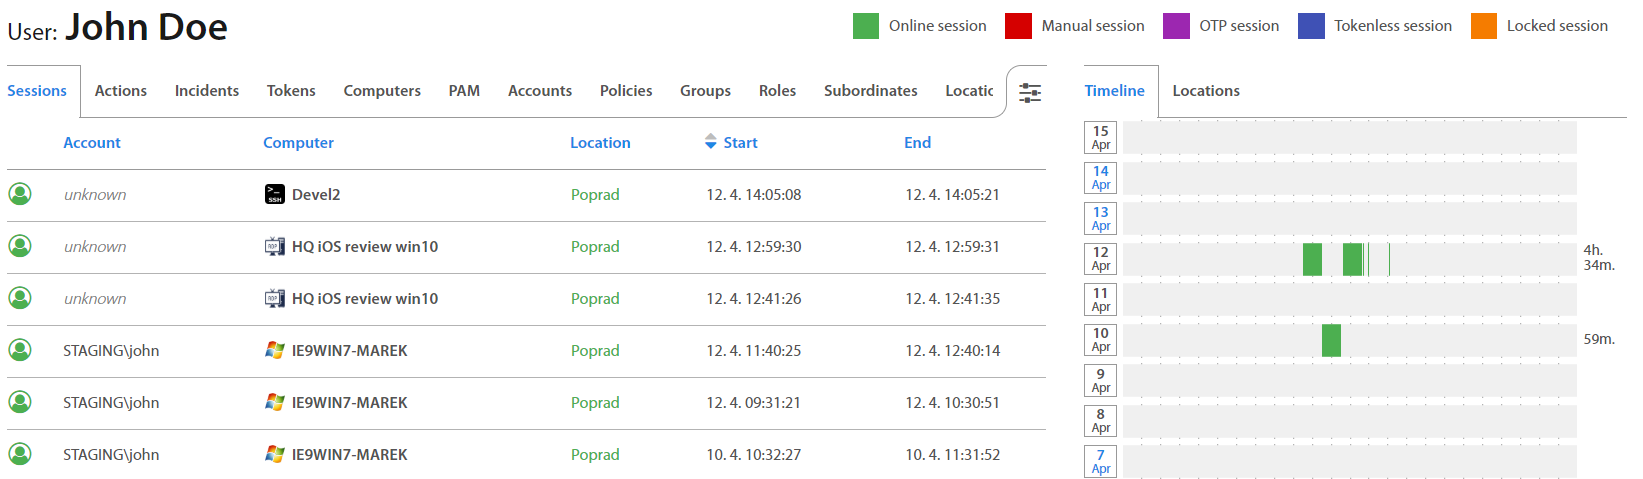 User: John Doe
Online session Manual session OTP session Tokenless session Locked session
Sessions Actions Incidents Tokens Computers PAM Accounts Policies Groups Roles Subordinates Locatic
Account Computer Location Start End
unknown >_ SSH Devel2 Poprad 12. 4. 14:05:08 12. 4. 14:05:21
unknown RDP HQ iOS review win10 Poprad 12. 4. 12:59:30 12. 4. 12:59:31
unknown RDP HQ iOS review win10 Poprad 12. 4. 12:41:26 12. 4. 12:41:35
STAGING\john IE9WIN7-MAREK Poprad 12. 4. 11:40:25 12. 4. 12:40:14
STAGING\john IE9WIN7-MAREK Poprad 12. 4. 09:31:21 12. 4. 10:30:51
STAGING\john IE9WIN7-MAREK Poprad 10. 4. 10:32:27 10. 4. 11:31:52
Timeline Locations
15
Apr
14
Apr
13
Apr
12
Apr
4h.
34m.
11
Apr
10
Apr
59m.
9
Apr
8
Apr
7
Apr